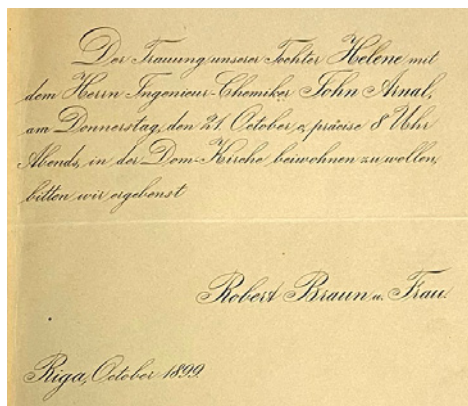 Der Trauung unserer Tochter Helene mit
dem Herrn Ingenieur-Chemiker John Arnal,
am Donnerstag, den 21. October c, präcise 8 Uhr
Abends, in der Dom-Kirche beiwohnen zu wollen,
bitten wir ergebenst
Robert Braun u. Frau.
Riga, October 1899.